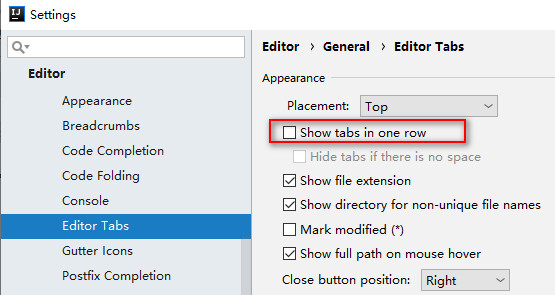 IJ Settings
Editor
Appearance
Breadcrumbs
Code Completion
Code Folding
Console
Editor Tabs
Gutter Icons
Postfix Completion
Editor › General › Editor Tabs
Appearance
Placement: Top
Show tabs in one row
Hide tabs if there is no space
Show file extension
Show directory for non-unique file names
Mark modified (*)
Show full path on mouse hover
Close button position: Right